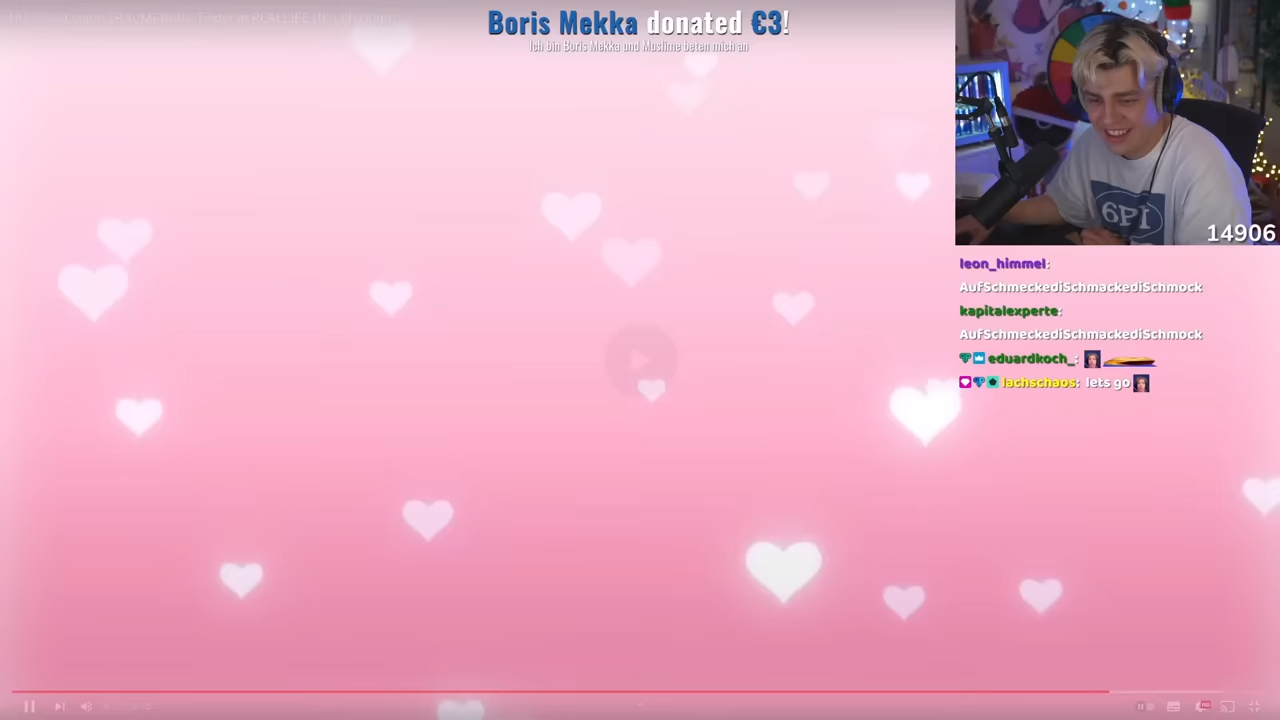 Boris Mekka donated €3!
Ich bin Boris Mekka und Muslime beten mich an
6PI
14906
leon_himmel:
AufSchmeckediSchmackediSchmock
kapitalexperte:
AufSchmeckediSchmackediSchmock
eduardkoch_:
lachschaos: lets go